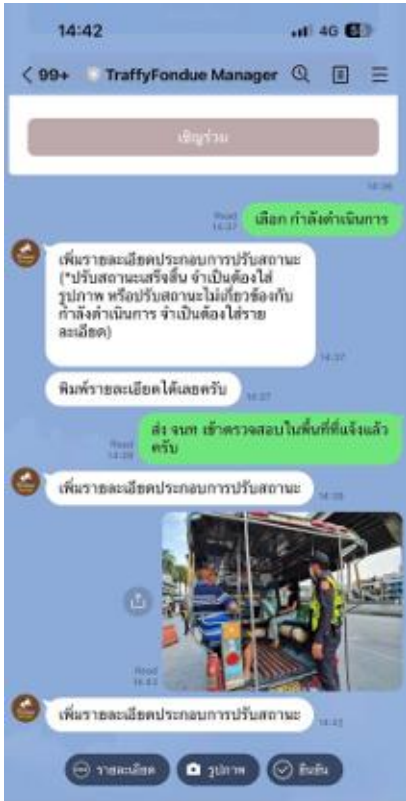 14:42
4G
99+
TraffyFondue Manager
เชิญร่วม
14:36
Read
14:37
เลือก กำลังดำเนินการ
เพิ่มรายละเอียดประกอบการปรับสถานะ
(*ปรับสถานะเสร็จสิ้น จำเป็นต้องใส่
รูปภาพ หรือปรับสถานะไม่เกี่ยวข้องกับ
กำลังดำเนินการ จำเป็นต้องใส่ราย
ละเอียด)
14:37
พิมพ์รายละเอียดได้เลยครับ
14:37
ส่ง จนท เข้าตรวจสอบในพื้นที่ที่แจ้งแล้ว
ครับ
Read
เพิ่มรายละเอียดประกอบการปรับสถานะ
Read
เพิ่มรายละเอียดประกอบการปรับสถานะ
รายละเอียด
รูปภาพ
ยืนยัน